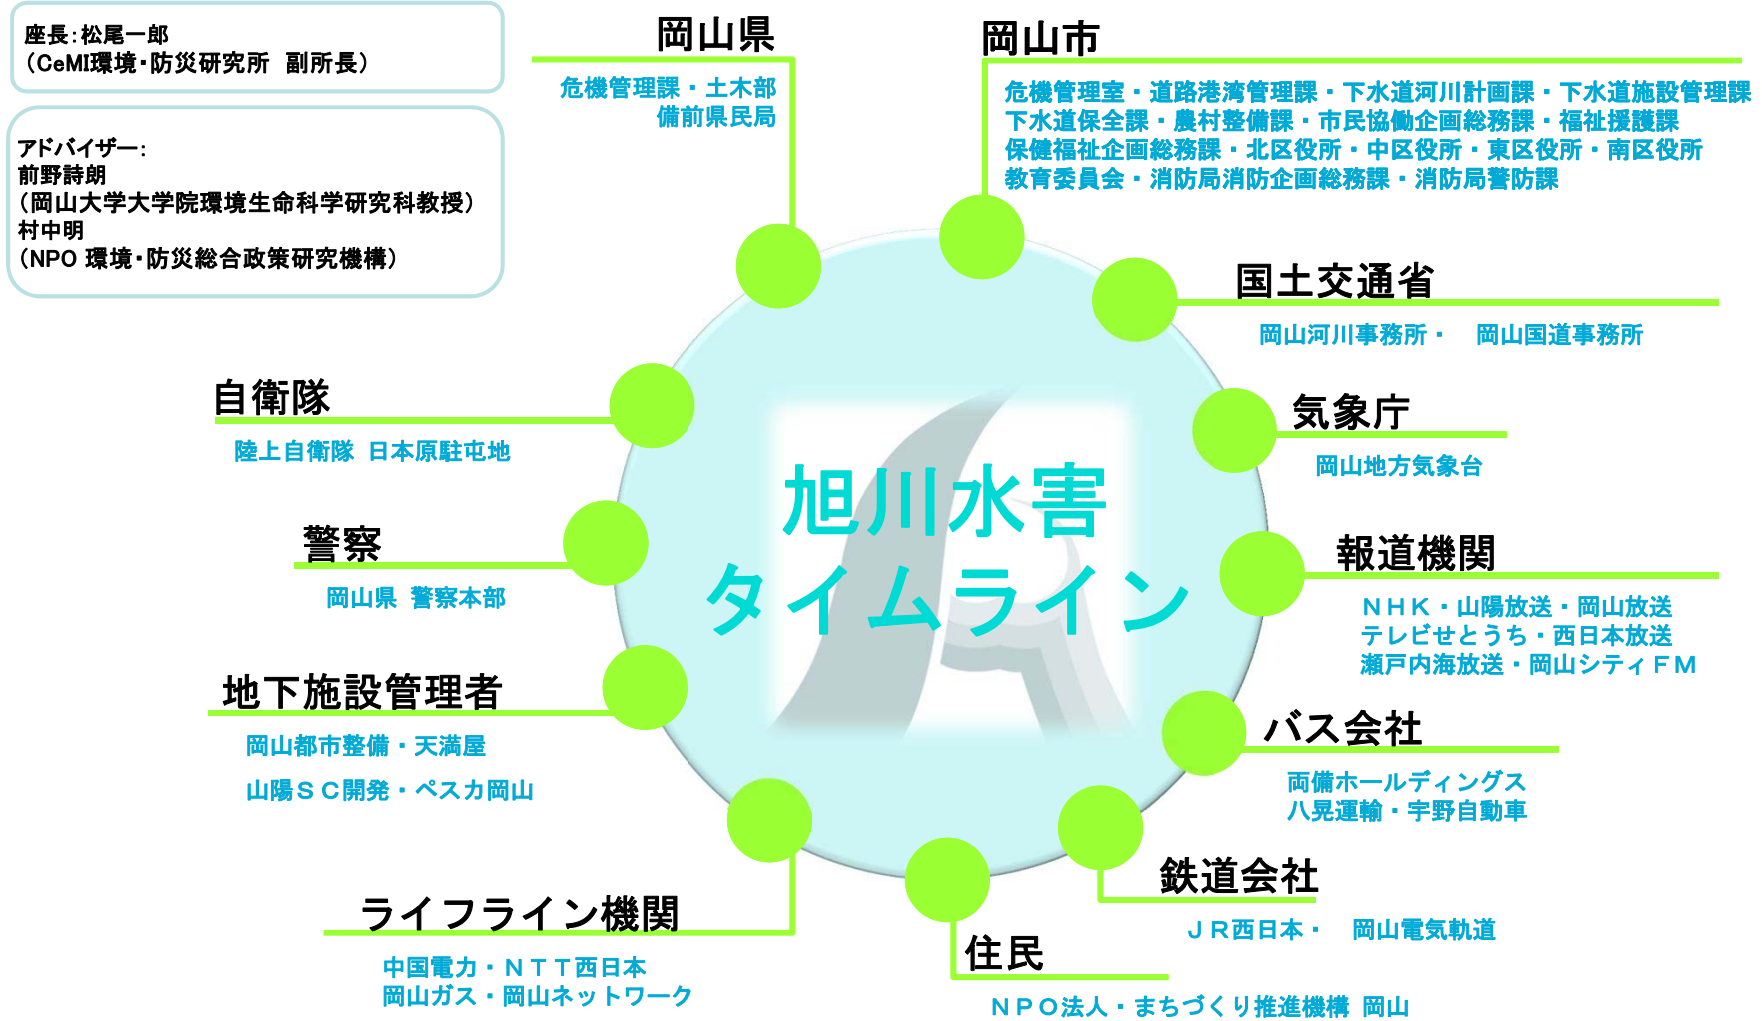 座長：松尾一郎
（CeMI環境・防災研究所　副所長）
アドバイザー：
前野詩朗
（岡山大学大学院環境生命科学研究科教授）
村中明
（NPO 環境・防災総合政策研究機構）
岡山県
危機管理課・土木部
備前県民局
岡山市
危機管理室・道路港湾管理課・下水道河川計画課・下水道施設管理課
下水道保全課・農村整備課・市民協働企画総務課・福祉援護課
保健福祉企画総務課・北区役所・中区役所・東区役所・南区役所
教育委員会・消防局消防企画総務課・消防局警防課
国土交通省
岡山河川事務所・　岡山国道事務所
気象庁
岡山地方気象台
報道機関
ＮＨＫ・山陽放送・岡山放送
テレビせとうち・西日本放送
瀬戸内海放送・岡山シティＦＭ
バス会社
両備ホールディングス
八晃運輸・宇野自動車
鉄道会社
ＪＲ西日本・　岡山電気軌道
住民
ＮＰＯ法人・まちづくり推進機構 岡山
ライフライン機関
中国電力・ＮＴＴ西日本
岡山ガス・岡山ネットワーク
地下施設管理者
岡山都市整備・天満屋
山陽ＳＣ開発・ペスカ岡山
警察
岡山県 警察本部
自衛隊
陸上自衛隊 日本原駐屯地
旭川水害
タイムライン